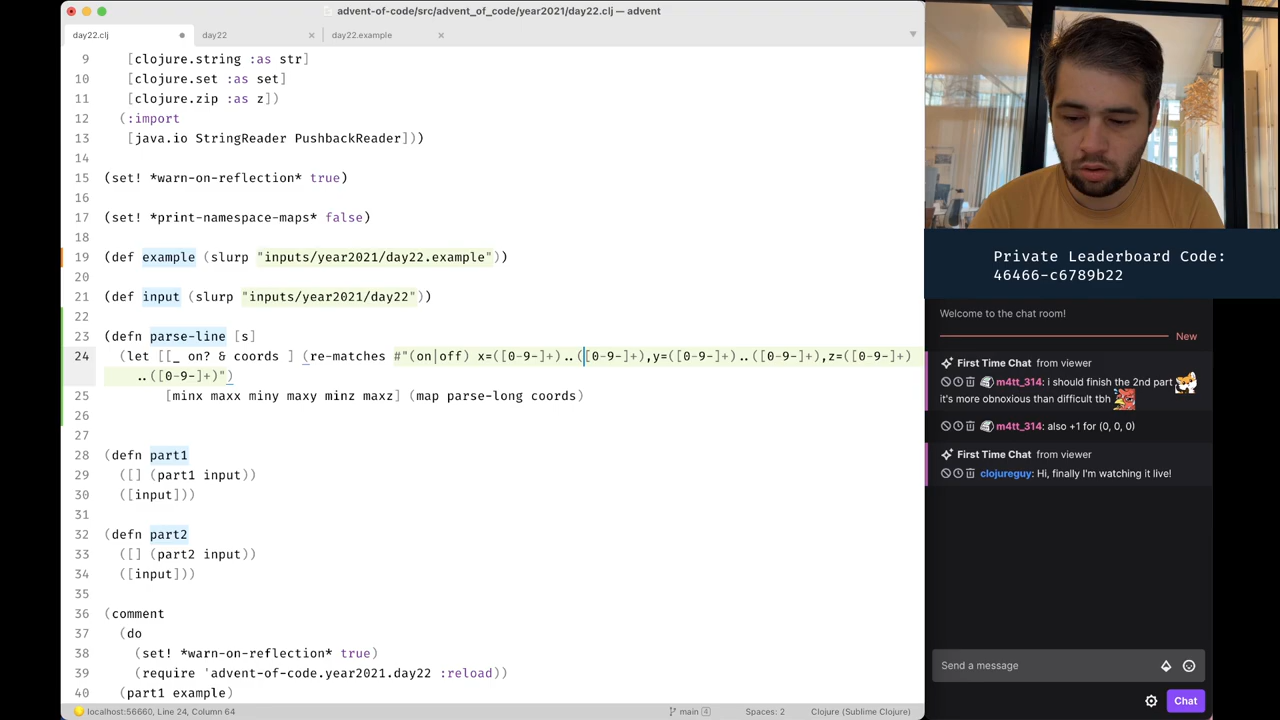 advent-of-code/src/advent_of_code/year2021/day22.clj — advent
day22.clj
day22
day22.example
9 [clojure.string :as str]
10 [clojure.set :as set]
11 [clojure.zip :as z])
12 (:import
13 [java.io StringReader PushbackReader]))
14
15 (set! *warn-on-reflection* true)
16
17 (set! *print-namespace-maps* false)
18
19 (def example (slurp "inputs/year2021/day22.example"))
20
21 (def input (slurp "inputs/year2021/day22"))
22
23 (defn parse-line [s]
24 (let [[_ on? & coords ] (re-matches #"(on|off) x=([0-9-]+)..([0-9-]+),y=([0-9-]+)..([0-9-]+),z=([0-9-]+)
..([0-9-]+)")
25 [minx maxx miny maxy minz maxz] (map parse-long coords)
26
27
28 (defn part1
29 ([] (part1 input))
30 ([input]))
31
32 (defn part2
33 ([] (part2 input))
34 ([input]))
35
36 (comment
37 (do
38 (set! *warn-on-reflection* true)
39 (require 'advent-of-code.year2021.day22 :reload))
40 (part1 example)
localhost:56660, Line 24, Column 64
main 4
Spaces: 2
Clojure (Sublime Clojure)
Private Leaderboard Code:
46466-c6789b22
Welcome to the chat room!
New
First Time Chat from viewer
m4tt_314: i should finish the 2nd part
it's more obnoxious than difficult tbh
m4tt_314: also +1 for (0, 0, 0)
First Time Chat from viewer
clojureguy: Hi, finally I'm watching it live!
Send a message
Chat